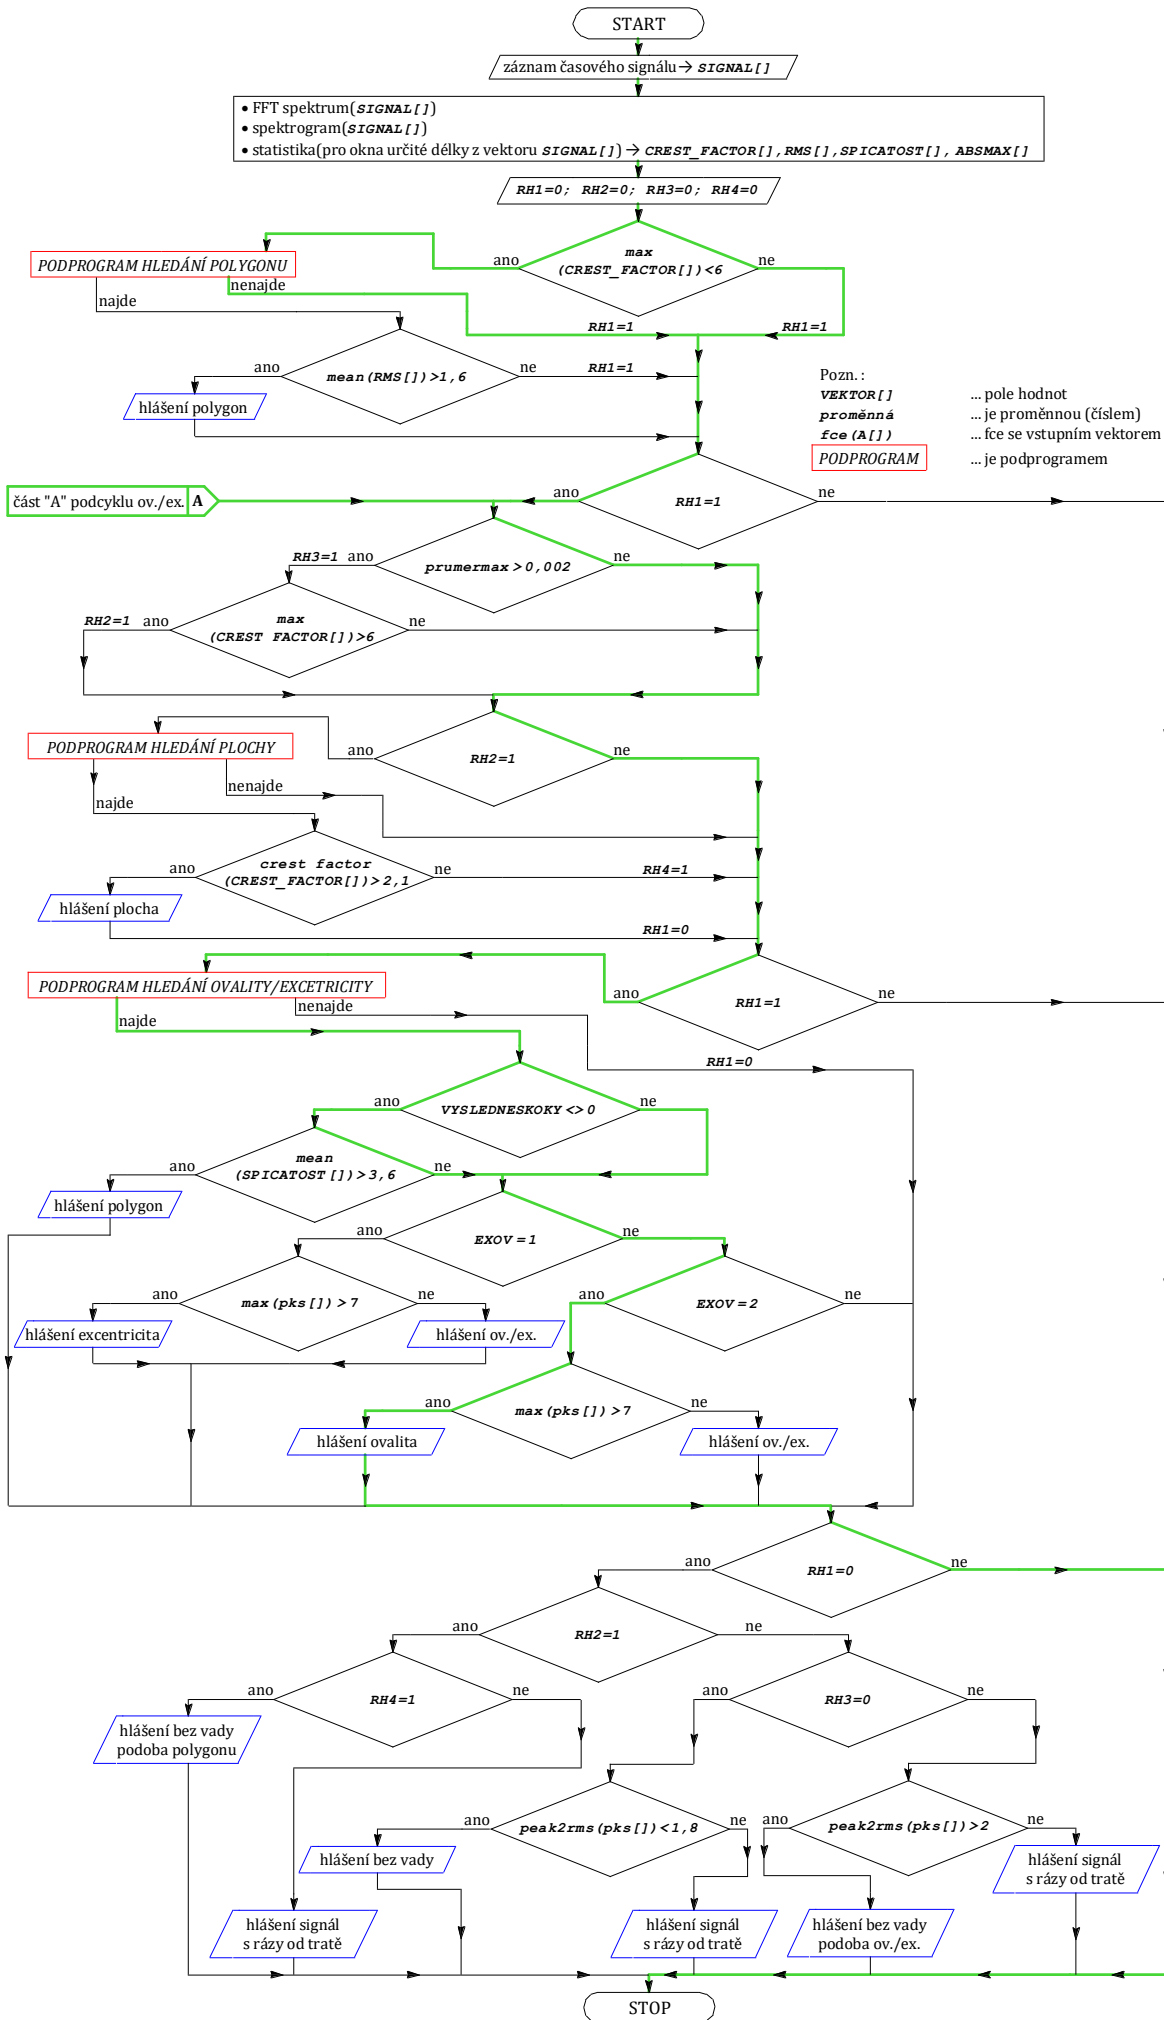 START
záznam časového signálu→ SIGNAL[]
• FFT spektrum(SIGNAL[])
• spektrogram(SIGNAL[])
• statistika(pro okna určité délky z vektoru SIGNAL[]) → CREST_FACTOR[],RMS[],SPICATOST[], ABSMAX[]
RH1=0; RH2=0; RH3=0; RH4=0
max
(CREST_FACTOR[])<6
ano
ne
PODPROGRAM HLEDÁNÍ POLYGONU
nenajde
najde
RH1=1
RH1=1
mean(RMS[])>1,6
ano
ne
RH1=1
hlášení polygon
Pozn.:
VEKTOR[] ... pole hodnot
proměnná ... je proměnnou (číslem)
fce(A[]) ... fce se vstupním vektorem
PODPROGRAM ... je podprogramem
část "A" podcyklu ov./ex. A
ano
RH1=1
ne
RH3=1 ano
prumermax>0,002
ne
RH2=1 ano
max
(CREST FACTOR[])>6
ne
PODPROGRAM HLEDÁNÍ PLOCHY
ano
RH2=1
ne
nenajde
najde
ano
crest factor
(CREST_FACTOR[])>2,1
ne
RH4=1
hlášení plocha
RH1=0
PODPROGRAM HLEDÁNÍ OVALITY/EXCETRICITY
ano
RH1=1
ne
nenajde
najde
RH1=0
ano
VYSLEDNESKOKY<>0
ne
ano
mean
(SPICATOST[])>3,6
ne
hlášení polygon
ano
EXOV=1
ne
ano
max(pks[])>7
ne
ano
EXOV=2
ne
hlášení excentricita
hlášení ov./ex.
ano
max(pks[])>7
ne
hlášení ovalita
hlášení ov./ex.
ano
RH1=0
ne
ano
RH2=1
ne
ano
RH4=1
ne
ano
RH3=0
ne
hlášení bez vady
podoba polygonu
ano
peak2rms(pks[])<1,8
ne
ano
peak2rms(pks[])>2
ne
hlášení bez vady
hlášení signál
s rázy od tratě
hlášení signál
s rázy od tratě
hlášení signál
s rázy od tratě
hlášení bez vady
podoba ov./ex.
STOP